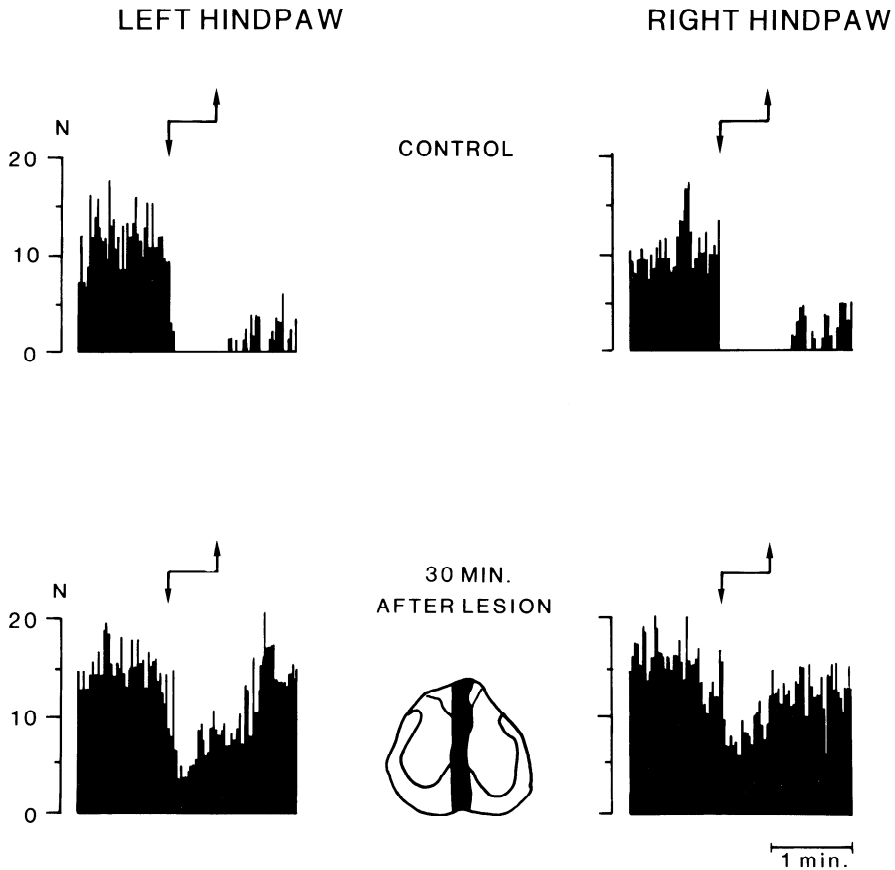 LEFT HINDPAW
RIGHT HINDPAW
N
CONTROL
20
10
0
30 MIN.
AFTER LESION
N
20
10
0
1 min.